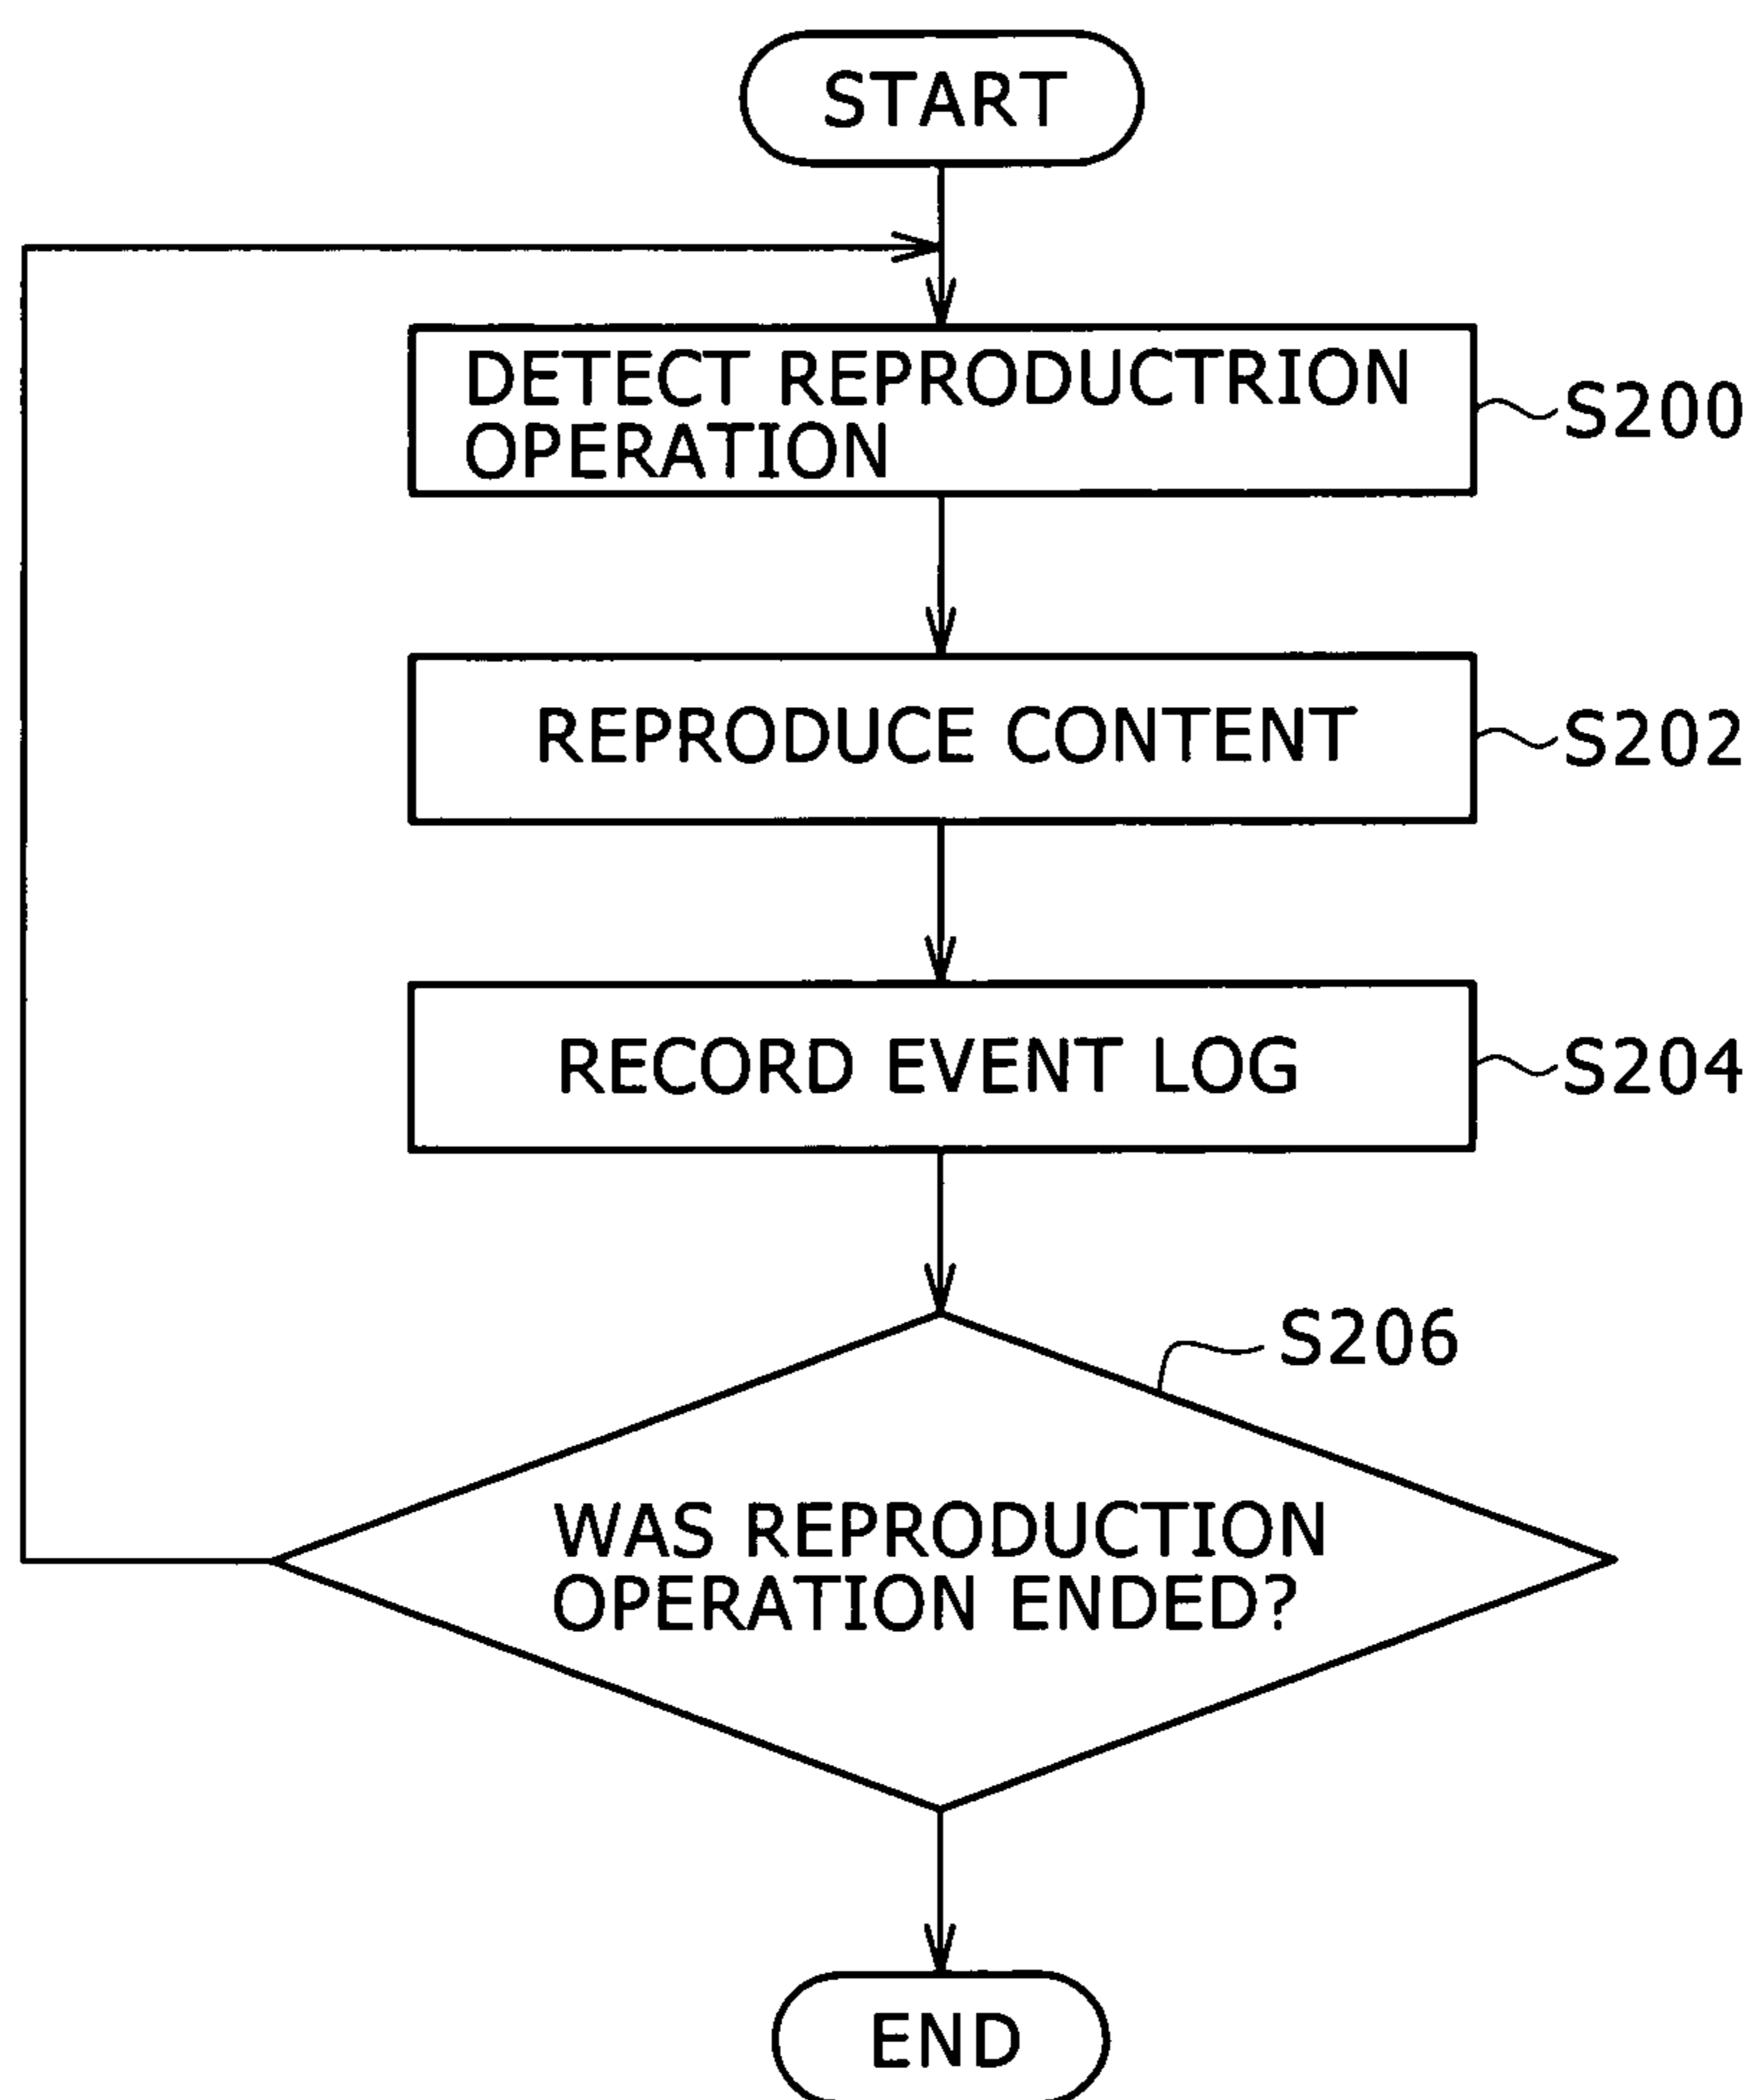 START
DETECT REPRODUCTRION
OPERATION
S200
REPRODUCE CONTENT
S202
RECORD EVENT LOG
S204
S206
WAS REPRODUCTION
OPERATION ENDED?
END